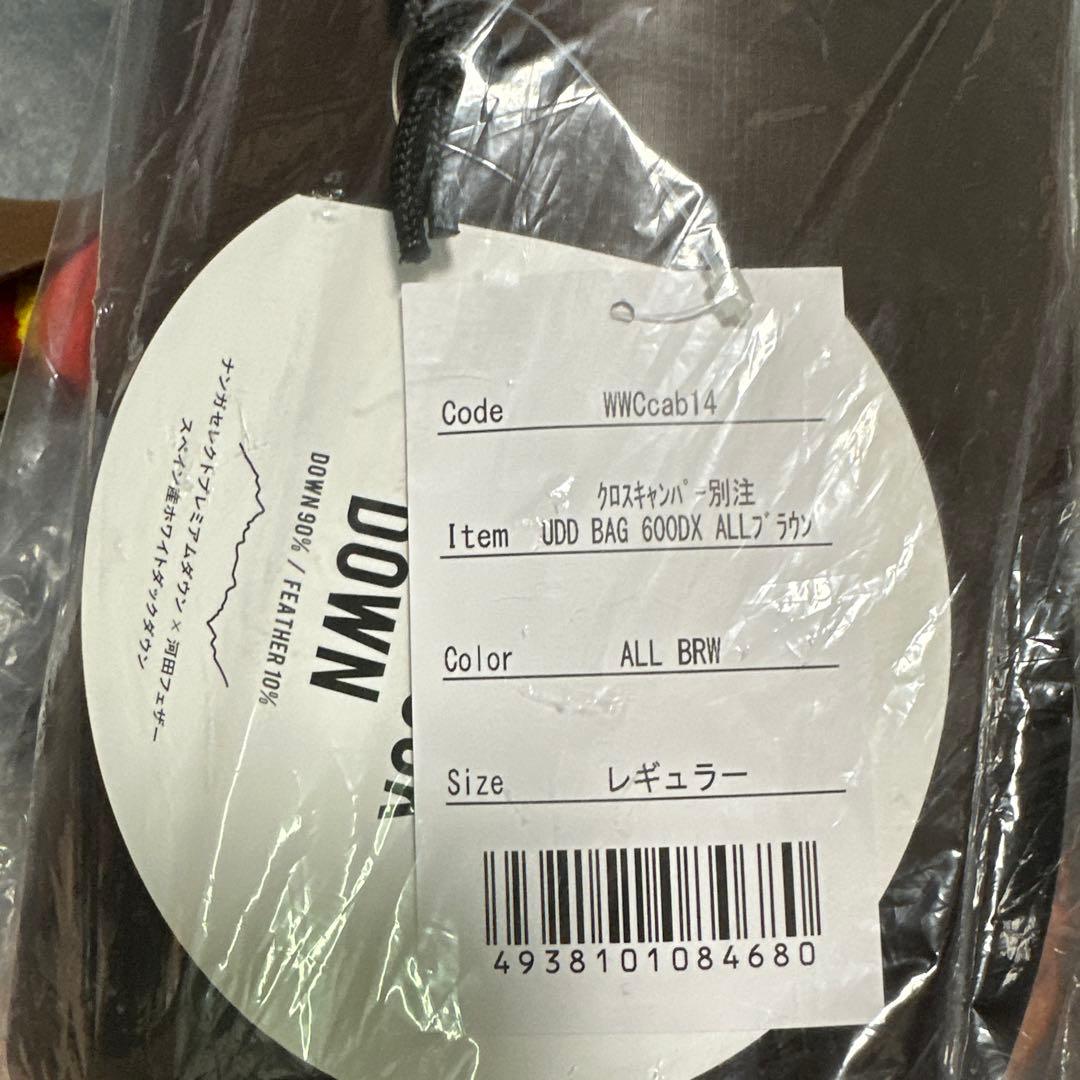 Code WWCcab14
クロスキャンパー別注
Item UDD BAG 600DX ALLブラウン
Color ALL BRW
Size レギュラー
4938101084680
DOWN
DOWN 90% / FEATHER 10%
ナンガセレクトプレミアムダウン × 河田フェザー
スペイン産ホワイトダックダウン